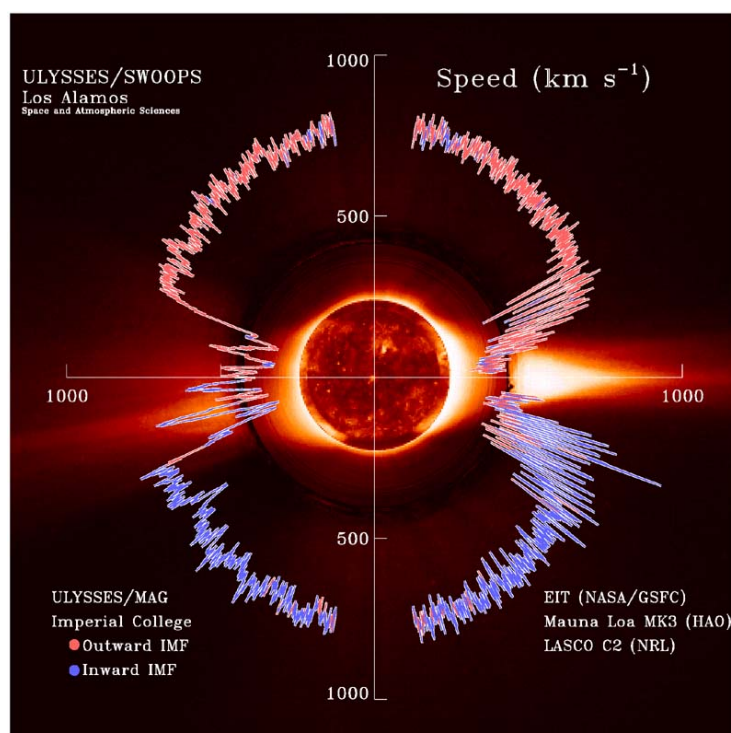 ULYSSES/SWOOPS
Los Alamos
Space and Atmospheric Sciences
Speed (km s⁻¹)
1000
500
1000
1000
500
1000
ULYSSES/MAG
Imperial College
Outward IMF
Inward IMF
EIT (NASA/GSFC)
Mauna Loa MK3 (HAO)
LASCO C2 (NRL)